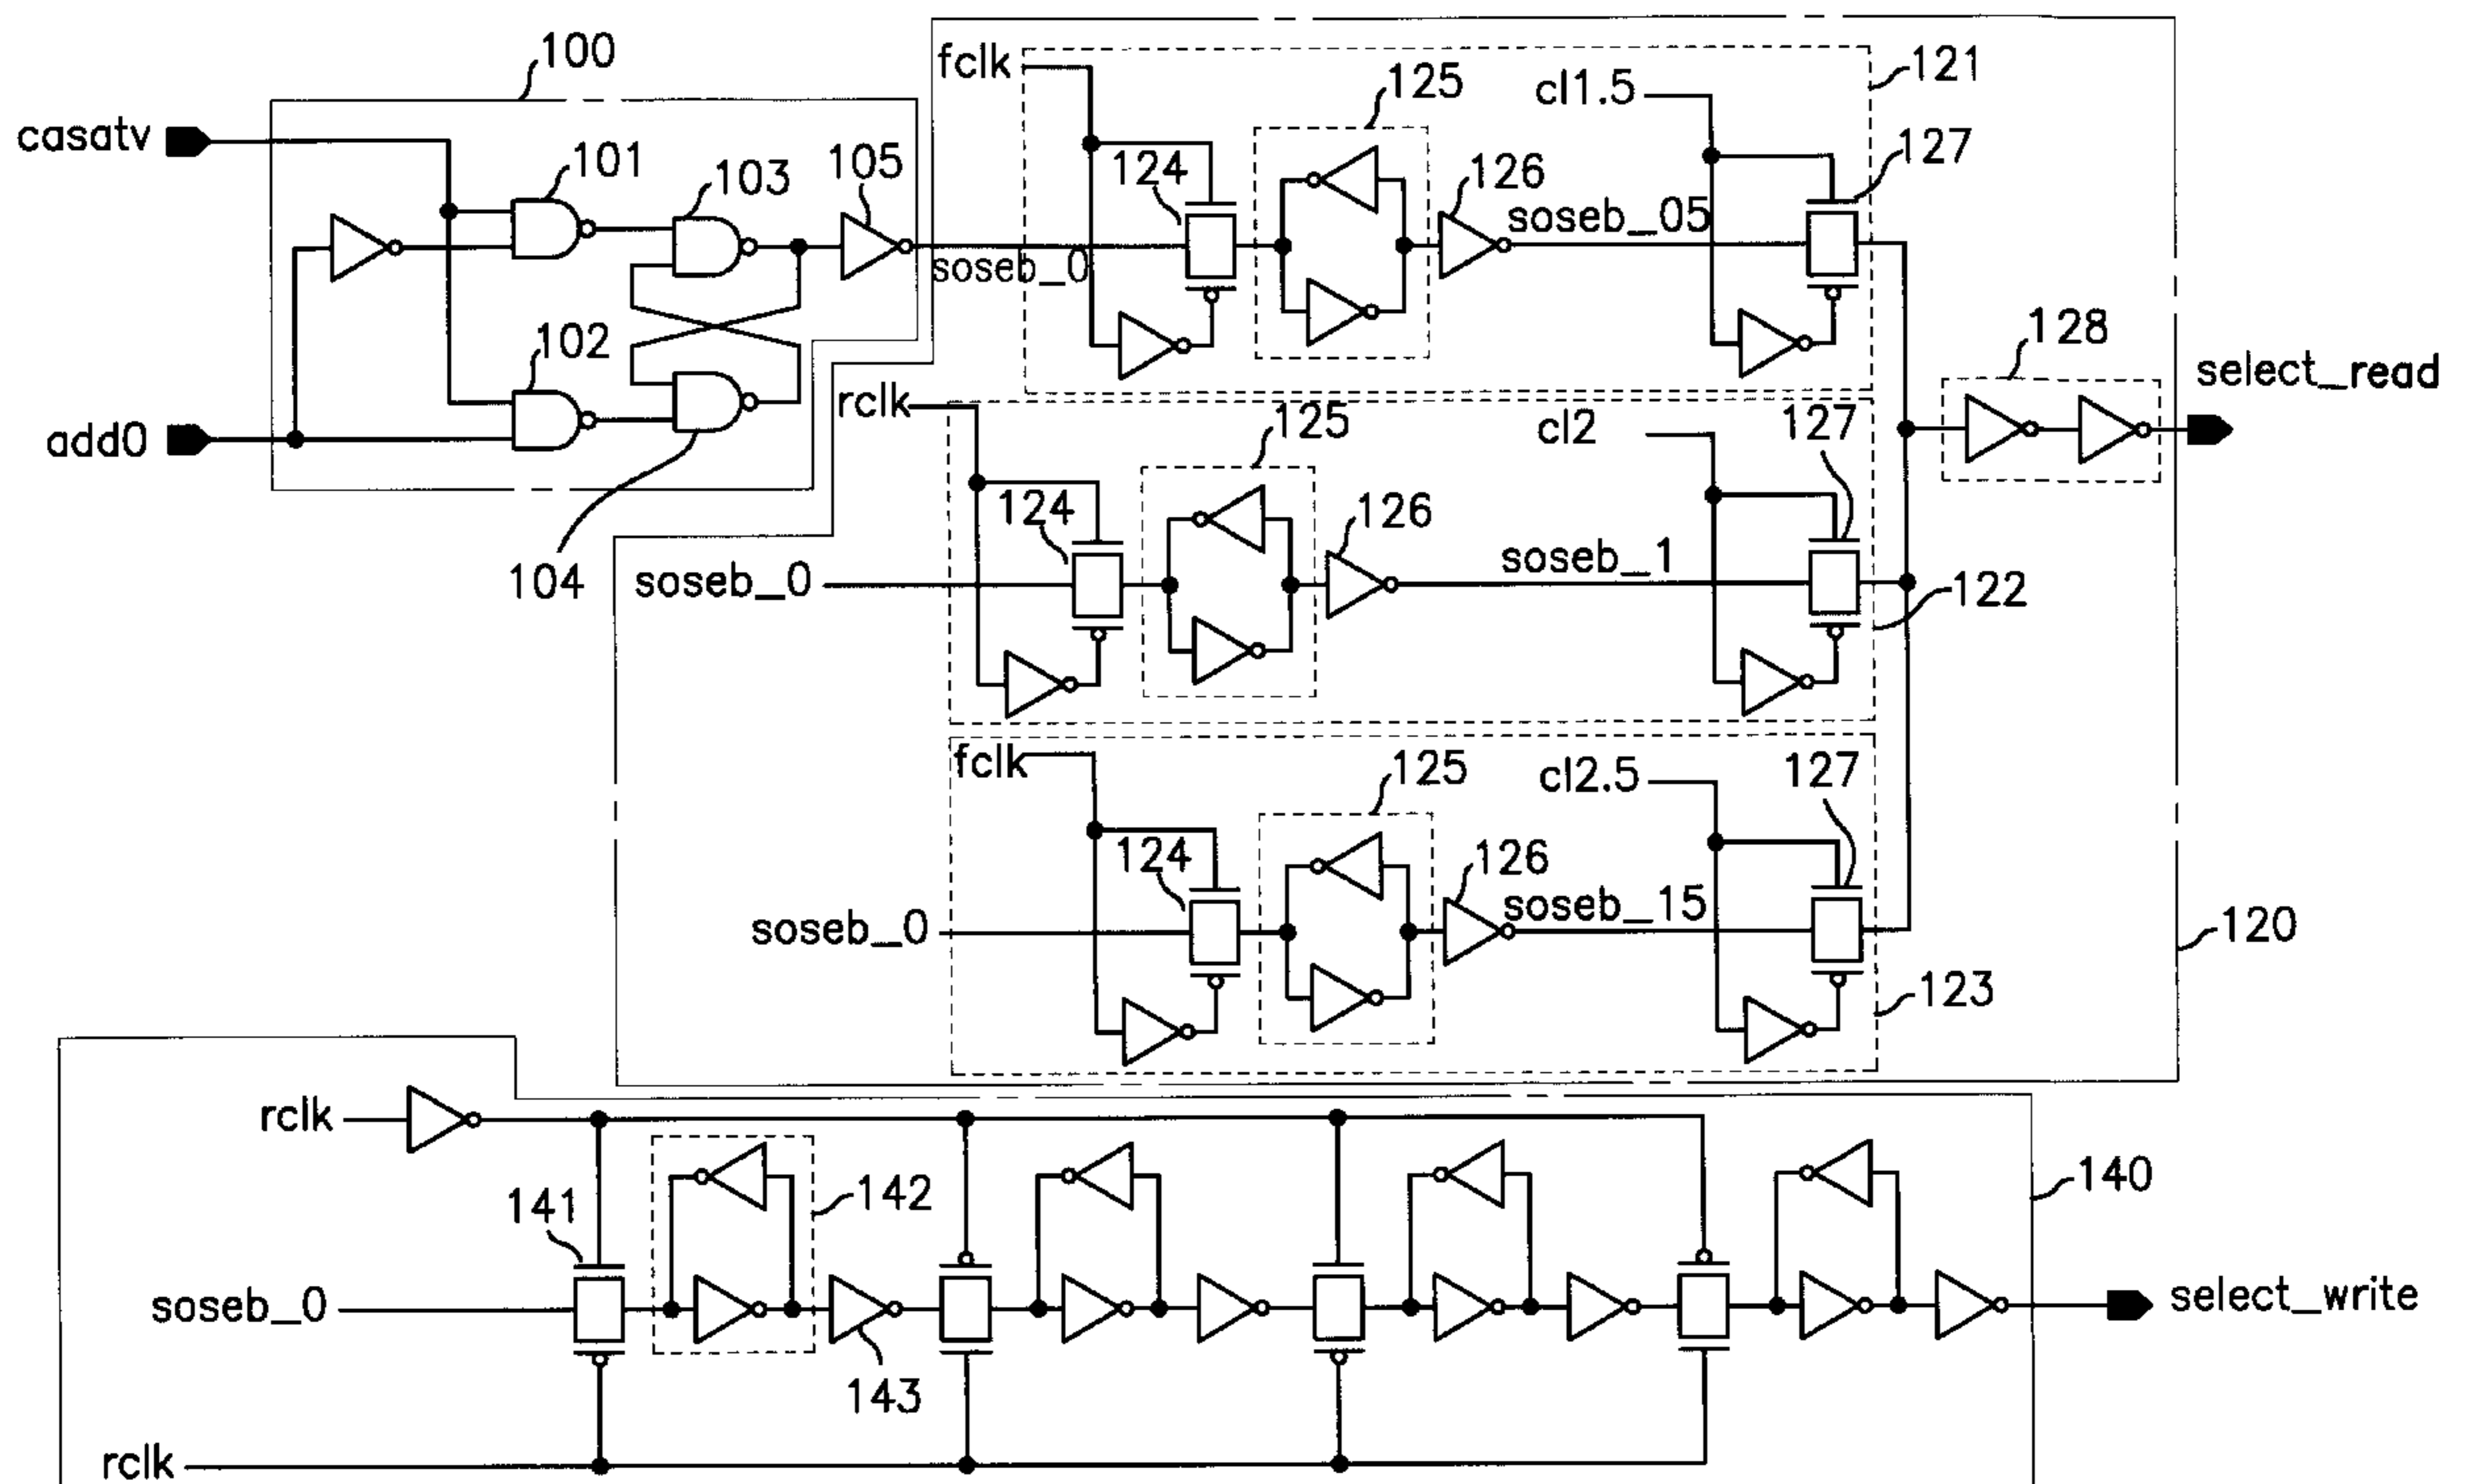 100
casatv
101
103
105
102
add0
104
soseb_0
fclk
121
125
cl1.5
124
126
127
soseb_05
128
select_read
rclk
125
cl2
127
124
126
soseb_0
soseb_1
122
fclk
125
cl2.5
127
124
126
soseb_0
soseb_15
120
123
rclk
141
142
140
soseb_0
select_write
143
rclk